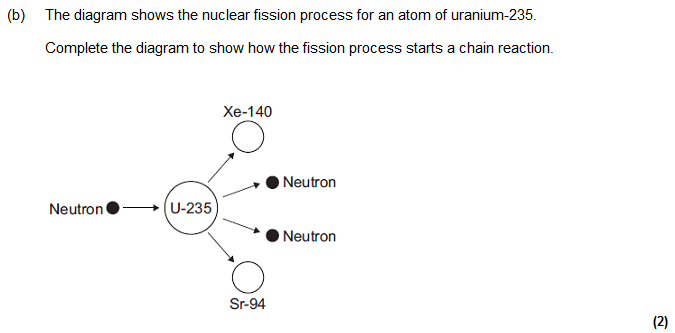 (b) The diagram shows the nuclear fission process for an atom of uranium-235.
Complete the diagram to show how the fission process starts a chain reaction.
Xe-140
Neutron
Neutron
U-235
Neutron
Sr-94
(2)